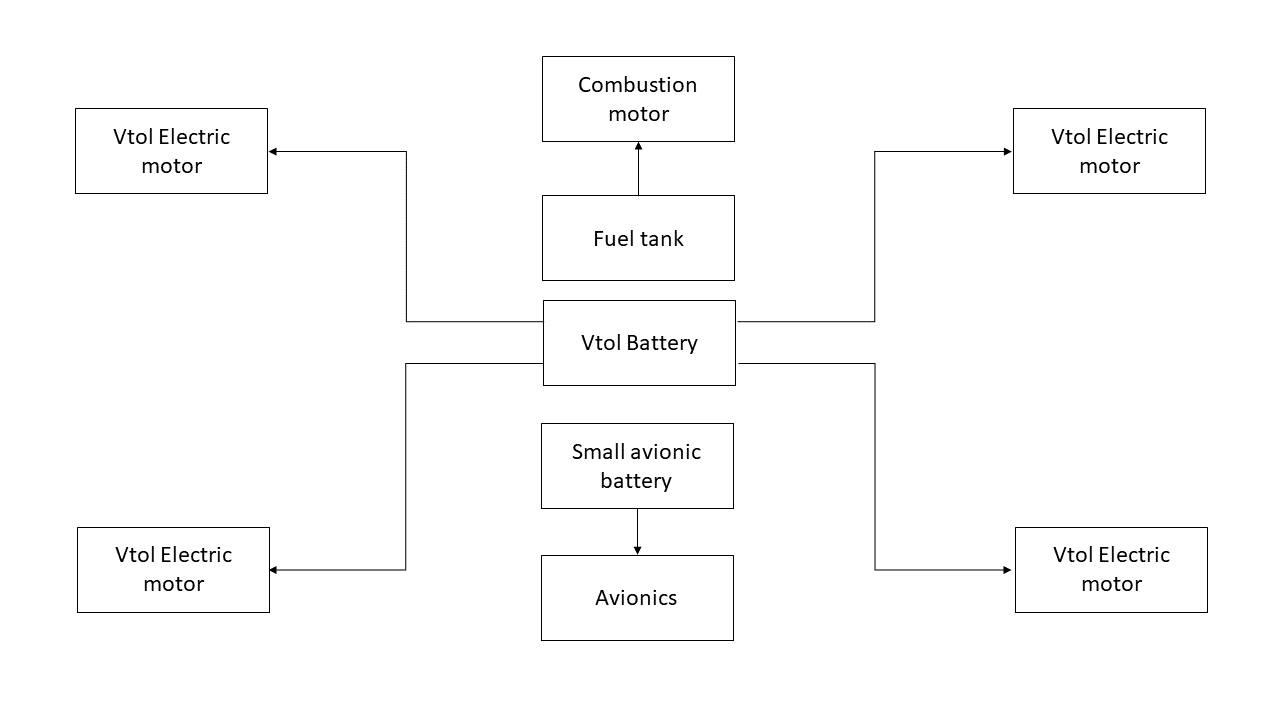 Combustion
motor
Vtol Electric
motor
Vtol Electric
motor
Fuel tank
Vtol Battery
Small avionic
battery
Vtol Electric
motor
Avionics
Vtol Electric
motor